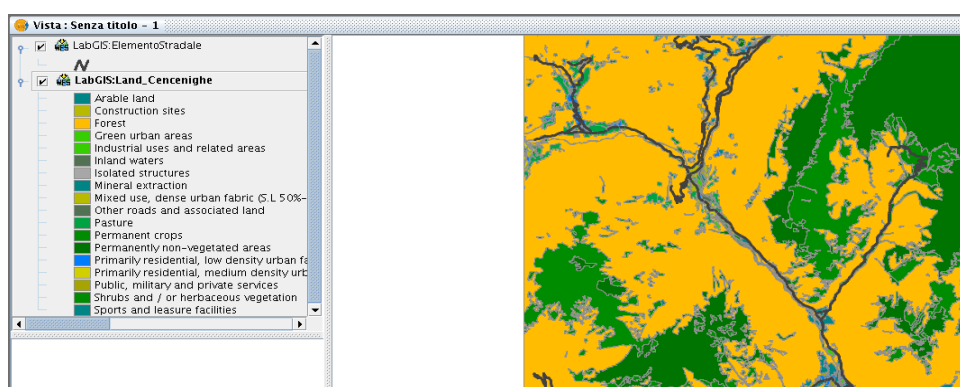 Vista : Senza titolo - 1
LabGIS:ElementoStradale
LabGIS:Land_Cencenighe
Arable land
Construction sites
Forest
Green urban areas
Industrial uses and related areas
Inland waters
Isolated structures
Mineral extraction
Mixed use, dense urban fabric (S.L 50%-
Other roads and associated land
Pasture
Permanent crops
Permanently non-vegetated areas
Primarily residential, low density urban fa
Primarily residential, medium density urb
Public, military and private services
Shrubs and / or herbaceous vegetation
Sports and leasure facilities